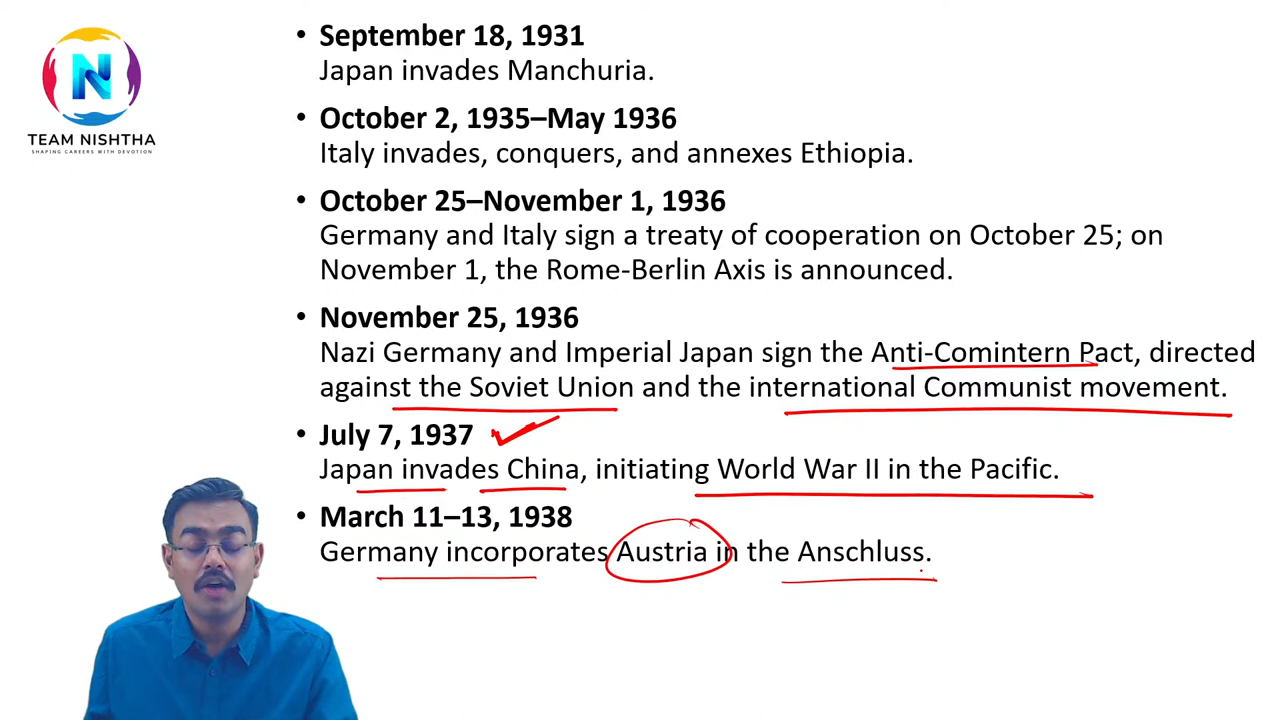 N
TEAM NISHTHA
SHAPING CAREERS WITH DEVOTION
• September 18, 1931
Japan invades Manchuria.
• October 2, 1935–May 1936
Italy invades, conquers, and annexes Ethiopia.
• October 25–November 1, 1936
Germany and Italy sign a treaty of cooperation on October 25; on
November 1, the Rome-Berlin Axis is announced.
• November 25, 1936
Nazi Germany and Imperial Japan sign the Anti-Comintern Pact, directed
against the Soviet Union and the international Communist movement.
• July 7, 1937
Japan invades China, initiating World War II in the Pacific.
• March 11–13, 1938
Germany incorporates Austria in the Anschluss.